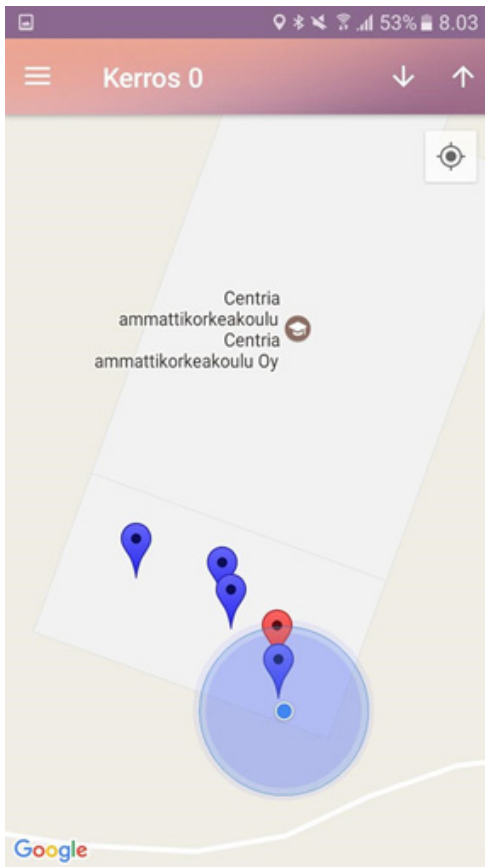 53% 8.03
Kerros 0
Centria
ammattikorkeakoulu
Centria
ammattikorkeakoulu Oy
Google